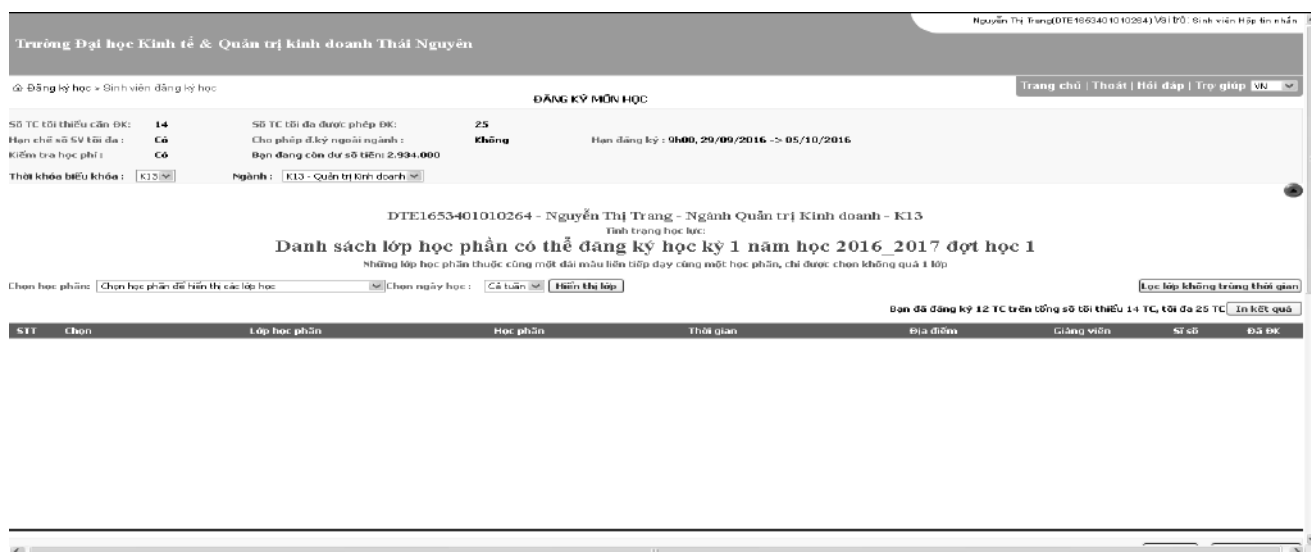 Nguyễn Thị Trang(DTE1653401010264) Vai trò: Sinh viên Hộp tin nhắn
Trường Đại học Kinh tế & Quản trị kinh doanh Thái Nguyên
Đăng ký học > Sinh viên đăng ký học
Trang chủ | Thoát | Hỏi đáp | Trợ giúp VN
ĐĂNG KÝ MÔN HỌC
Số TC tối thiểu cần ĐK: 14 Số TC tối đa được phép ĐK: 25
Hạn chế số SV tối đa : Có Cho phép đ.ký ngoài ngành : Không Hạn đăng ký : 9h00, 29/09/2016 -> 05/10/2016
Kiểm tra học phí : Có Bạn đang còn dư số tiền: 2.934.000
Thời khóa biểu khóa : K13 Ngành : K13 - Quản trị Kinh doanh
DTE1653401010264 - Nguyễn Thị Trang - Ngành Quản trị Kinh doanh - K13
Tình trạng học lực:
Danh sách lớp học phần có thể đăng ký học kỳ 1 năm học 2016_2017 đợt học 1
Những lớp học phần thuộc cùng một dải màu liên tiếp dạy cùng một học phần, chỉ được chọn không quá 1 lớp
Chọn học phần: Chọn học phần để hiển thị các lớp học Chọn ngày học : Cả tuần Hiển thị lớp Lọc lớp không trùng thời gian
Bạn đã đăng ký 12 TC trên tổng số tối thiểu 14 TC, tối đa 25 TC In kết quả
STT Chọn Lớp học phần Học phần Thời gian Địa điểm Giảng viên Sĩ số Đã ĐK